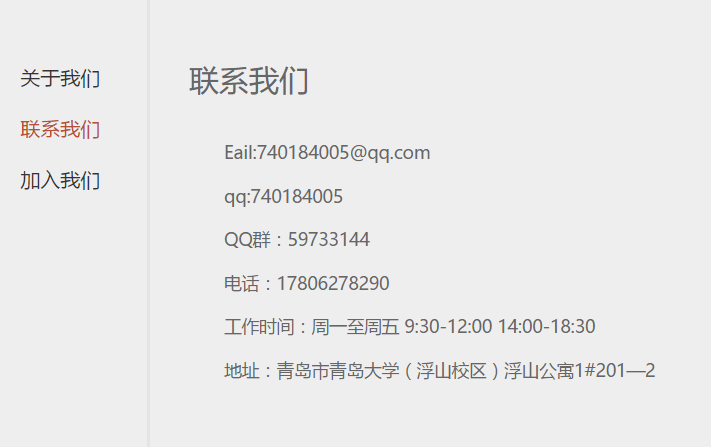 关于我们
联系我们
加入我们
联系我们
Eail:740184005@qq.com
qq:740184005
QQ群：59733144
电话：17806278290
工作时间：周一至周五 9:30-12:00 14:00-18:30
地址：青岛市青岛大学（浮山校区）浮山公寓1#201—2